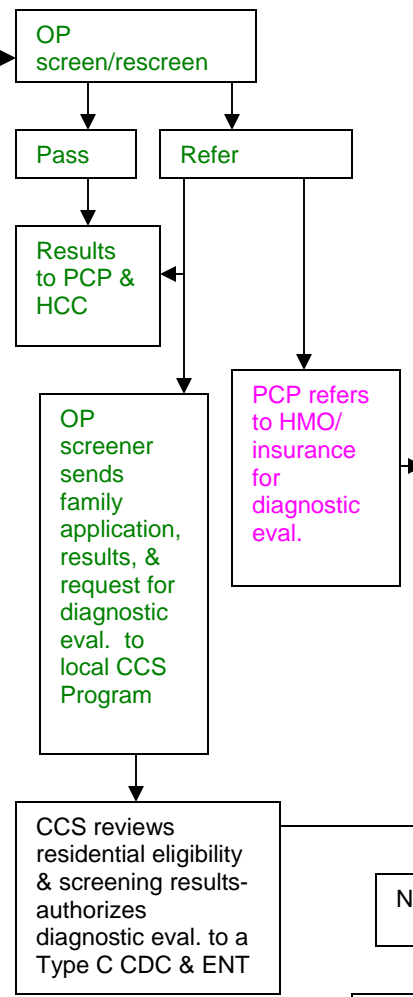 OP
screen/rescreen
Pass
Refer
Results
to PCP &
HCC
PCP refers
to HMO/
insurance
for
diagnostic
eval.
OP
screener
sends
family
application,
results, &
request for
diagnostic
eval.  to
local CCS
Program
CCS reviews
residential eligibility
& screening results-
authorizes
diagnostic eval. to a
Type C CDC & ENT
N